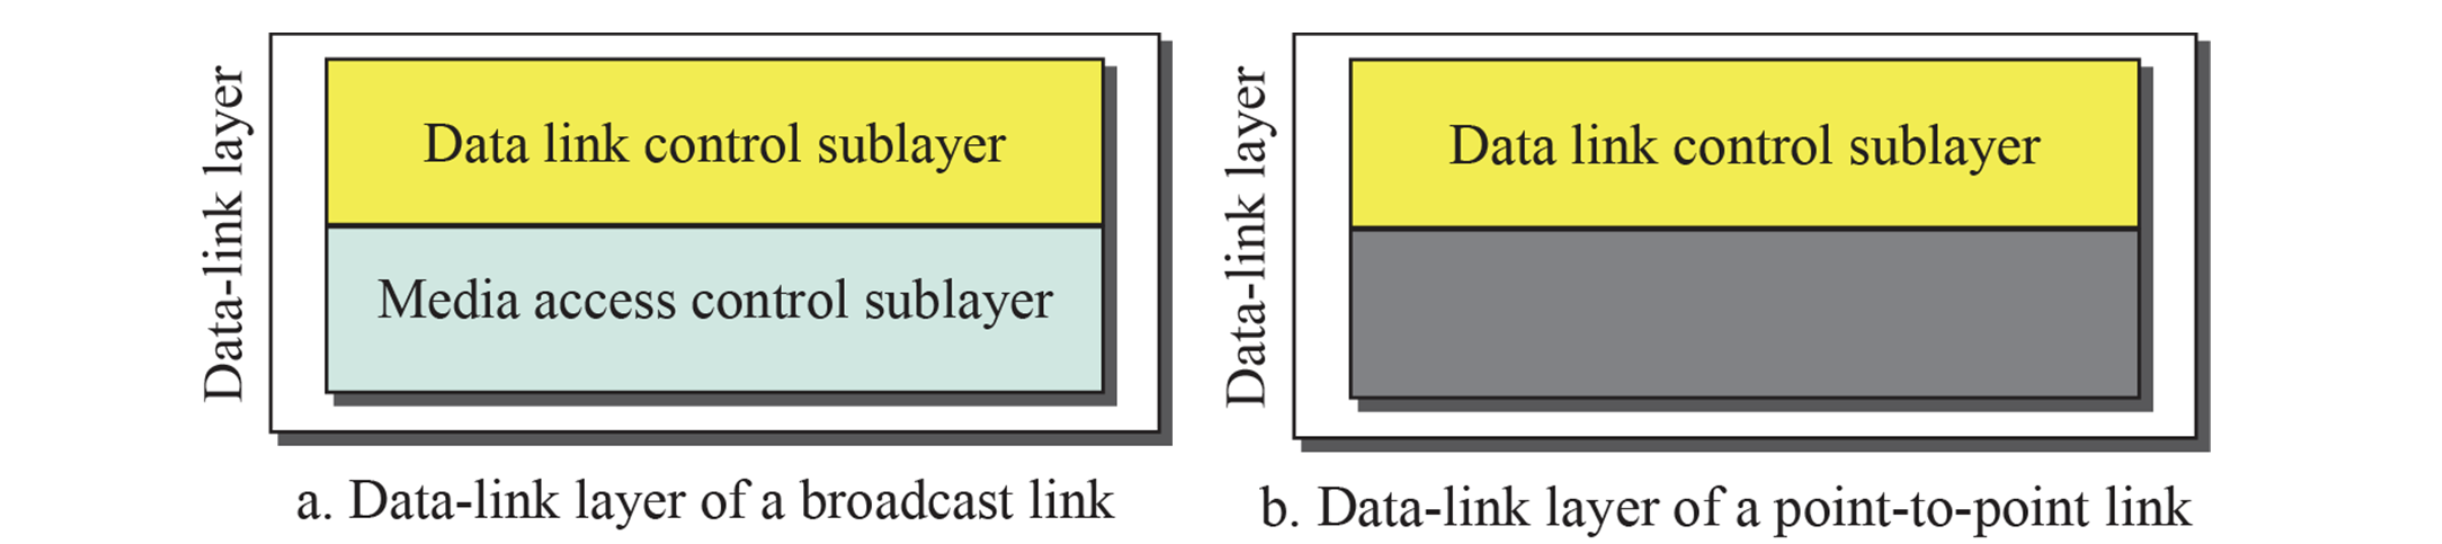 Data-link layer
Data link control sublayer
Media access control sublayer
a. Data-link layer of a broadcast link
Data-link layer
Data link control sublayer
b. Data-link layer of a point-to-point link